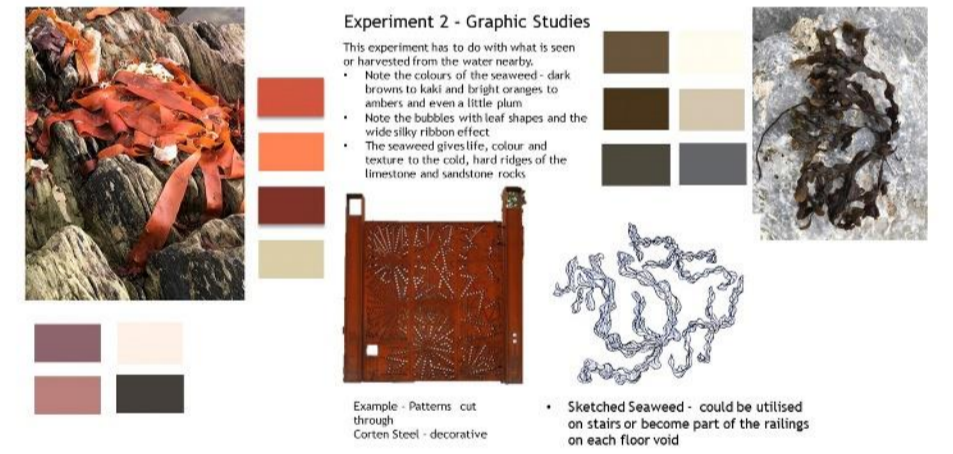 Experiment 2 - Graphic Studies
This experiment has to do with what is seen
or harvested from the water nearby.
• Note the colours of the seaweed - dark
browns to kaki and bright oranges to
ambers and even a little plum
• Note the bubbles with leaf shapes and the
wide silky ribbon effect
• The seaweed gives life, colour and
texture to the cold, hard ridges of the
limestone and sandstone rocks
Example - Patterns cut
through
Corten Steel - decorative
• Sketched Seaweed - could be utilised
on stairs or become part of the railings
on each floor void